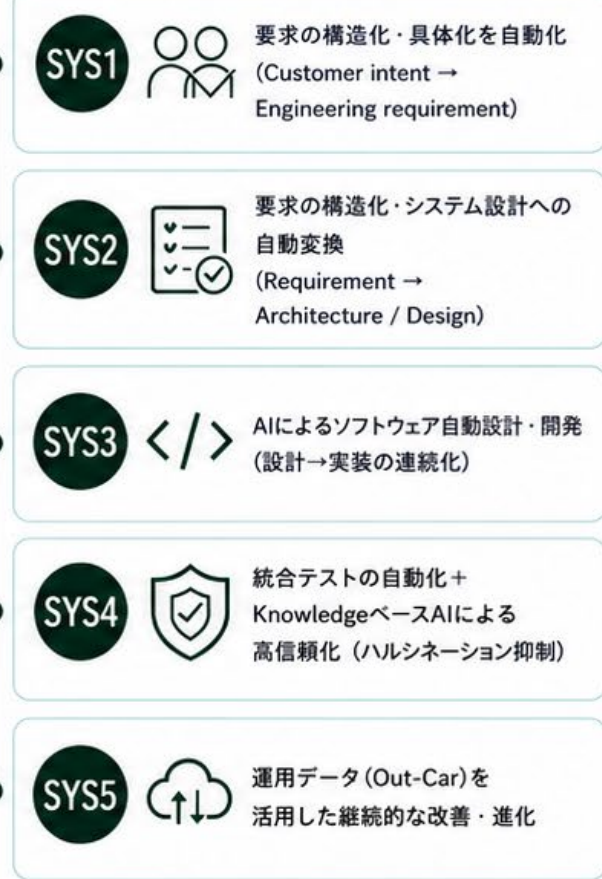 SYS1
要求の構造化・具体化を自動化
(Customer intent →
Engineering requirement)
SYS2
要求の構造化・システム設計への
自動変換
(Requirement →
Architecture / Design)
SYS3
AIによるソフトウェア自動設計・開発
(設計→実装の連続化)
SYS4
統合テストの自動化＋
KnowledgeベースAIによる
高信頼化（ハルシネーション抑制）
SYS5
運用データ(Out-Car)を
活用した継続的な改善・進化